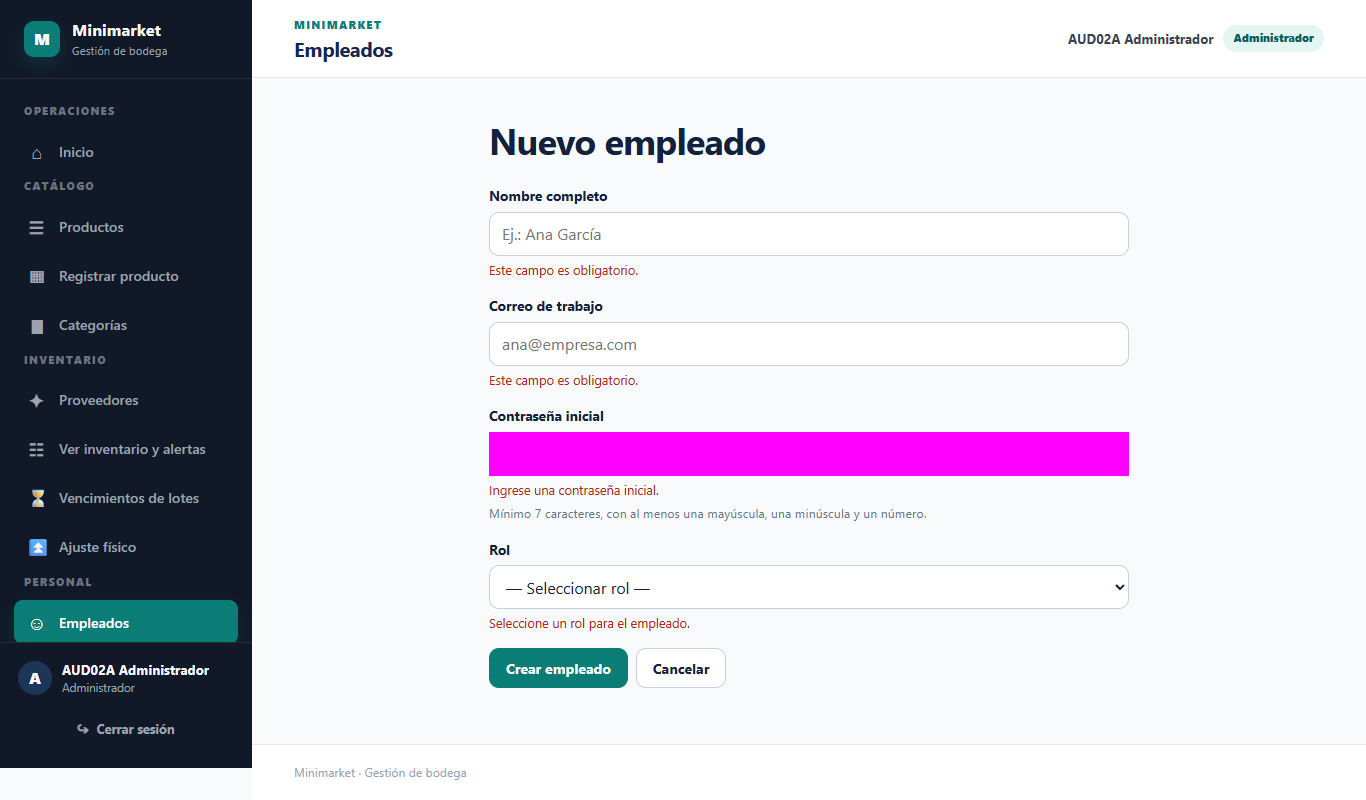 M
Minimarket
Gestión de bodega
OPERACIONES
Inicio
CATÁLOGO
Productos
Registrar producto
Categorías
INVENTARIO
Proveedores
Ver inventario y alertas
Vencimientos de lotes
Ajuste físico
PERSONAL
Empleados
A
AUD02A Administrador
Administrador
Cerrar sesión
MINIMARKET
Empleados
AUD02A Administrador
Administrador
Nuevo empleado
Nombre completo
Ej.: Ana García
Este campo es obligatorio.
Correo de trabajo
ana@empresa.com
Este campo es obligatorio.
Contraseña inicial
Ingrese una contraseña inicial.
Mínimo 7 caracteres, con al menos una mayúscula, una minúscula y un número.
Rol
— Seleccionar rol —
Seleccione un rol para el empleado.
Crear empleado
Cancelar
Minimarket · Gestión de bodega